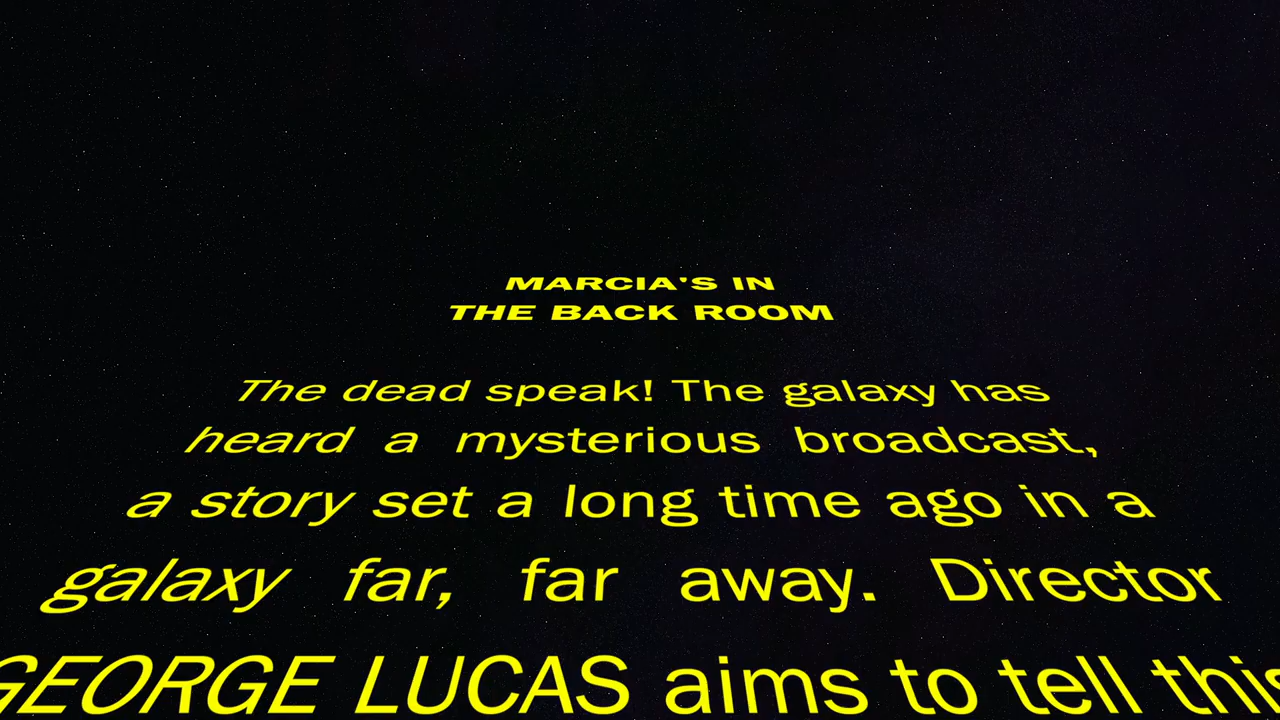 MARCIA'S IN
THE BACK ROOM
The dead speak! The galaxy has
heard a mysterious broadcast,
a story set a long time ago in a
galaxy far, far away. Director
GEORGE LUCAS aims to tell this